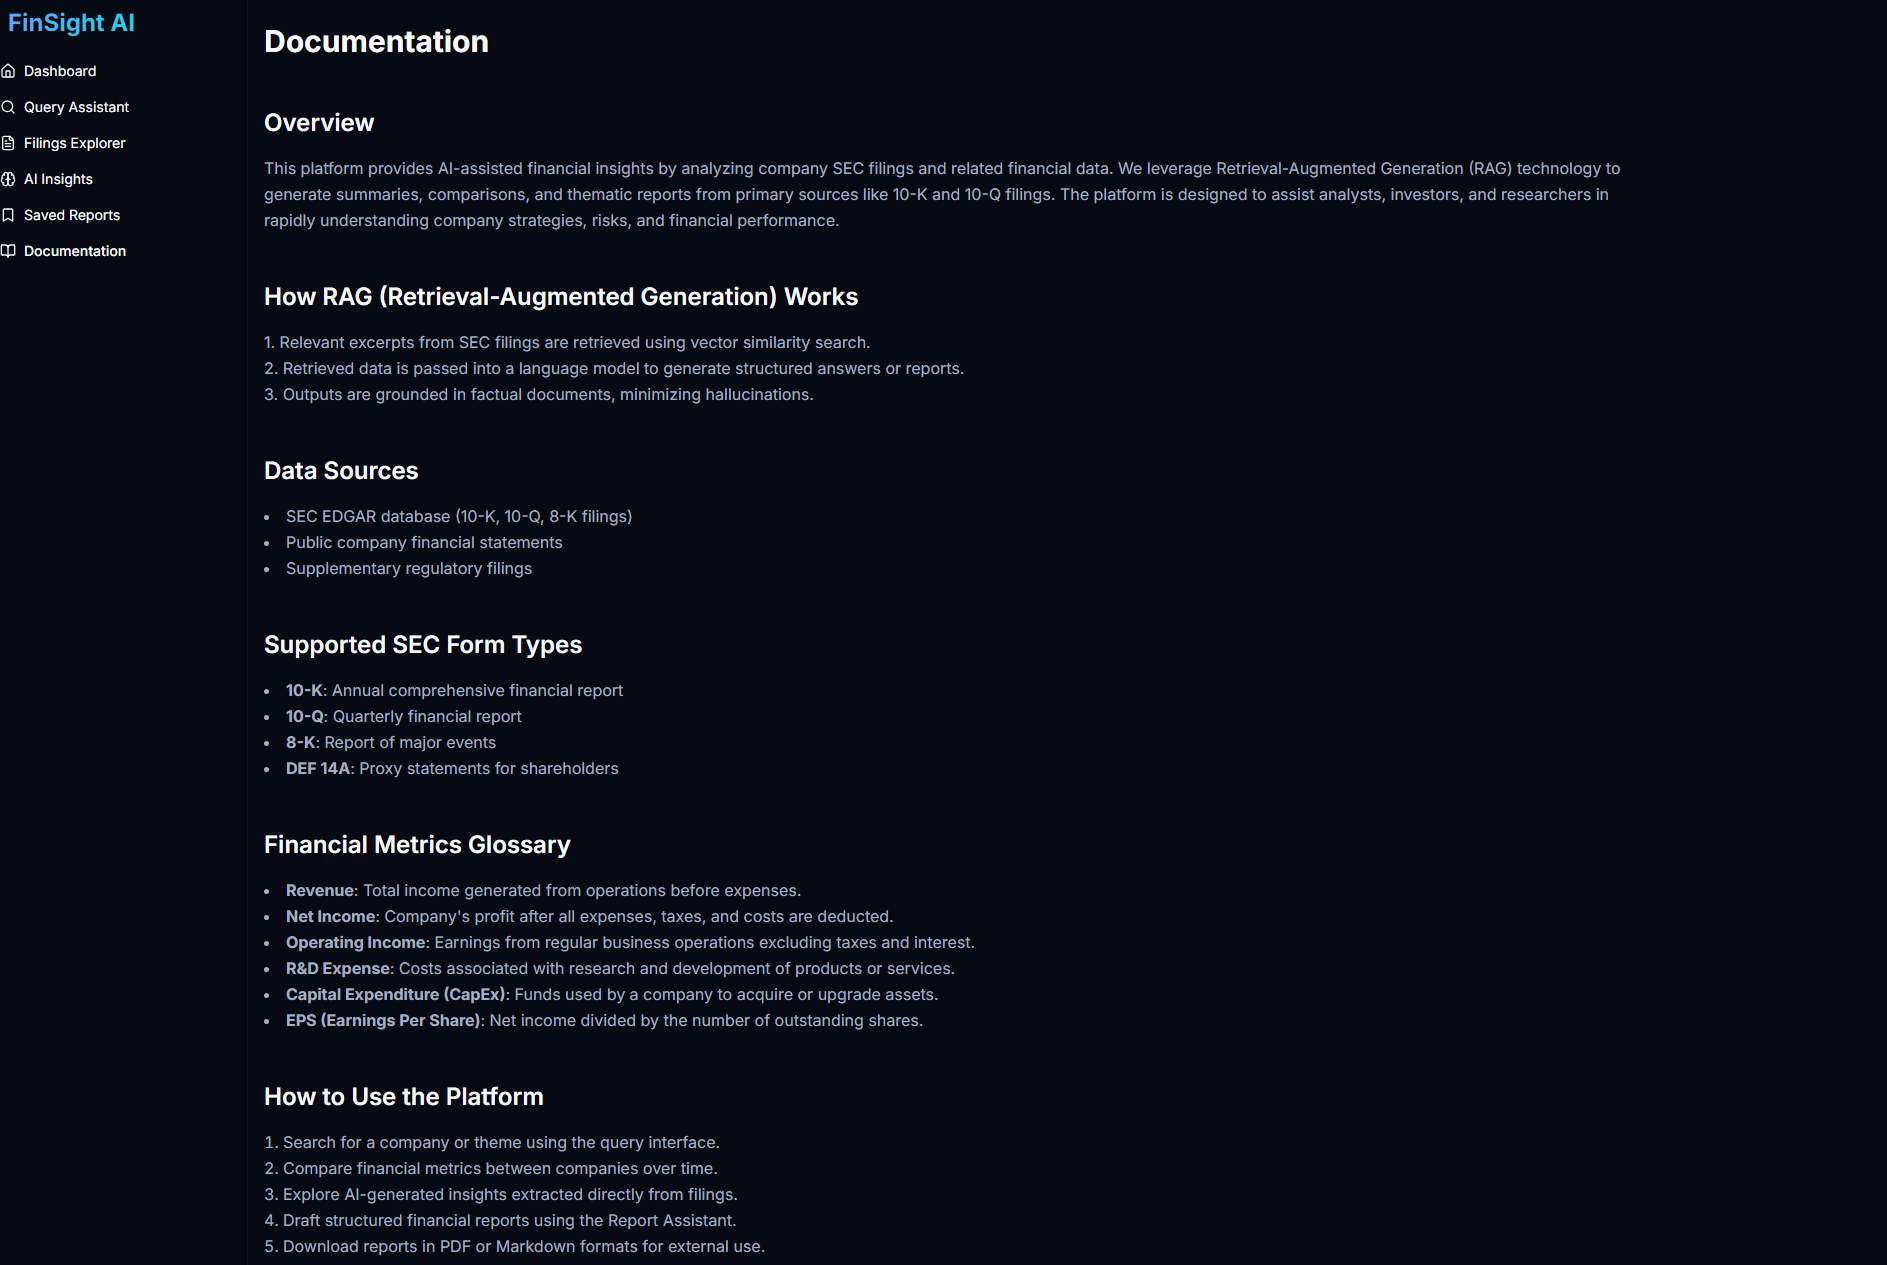 FinSight AI
Dashboard
Query Assistant
Filings Explorer
AI Insights
Saved Reports
Documentation
Documentation
Overview
This platform provides AI-assisted financial insights by analyzing company SEC filings and related financial data. We leverage Retrieval-Augmented Generation (RAG) technology to
generate summaries, comparisons, and thematic reports from primary sources like 10-K and 10-Q filings. The platform is designed to assist analysts, investors, and researchers in
rapidly understanding company strategies, risks, and financial performance.
How RAG (Retrieval-Augmented Generation) Works
1. Relevant excerpts from SEC filings are retrieved using vector similarity search.
2. Retrieved data is passed into a language model to generate structured answers or reports.
3. Outputs are grounded in factual documents, minimizing hallucinations.
Data Sources
• SEC EDGAR database (10-K, 10-Q, 8-K filings)
• Public company financial statements
• Supplementary regulatory filings
Supported SEC Form Types
• 10-K: Annual comprehensive financial report
• 10-Q: Quarterly financial report
• 8-K: Report of major events
• DEF 14A: Proxy statements for shareholders
Financial Metrics Glossary
• Revenue: Total income generated from operations before expenses.
• Net Income: Company's profit after all expenses, taxes, and costs are deducted.
• Operating Income: Earnings from regular business operations excluding taxes and interest.
• R&D Expense: Costs associated with research and development of products or services.
• Capital Expenditure (CapEx): Funds used by a company to acquire or upgrade assets.
• EPS (Earnings Per Share): Net income divided by the number of outstanding shares.
How to Use the Platform
1. Search for a company or theme using the query interface.
2. Compare financial metrics between companies over time.
3. Explore AI-generated insights extracted directly from filings.
4. Draft structured financial reports using the Report Assistant.
5. Download reports in PDF or Markdown formats for external use.